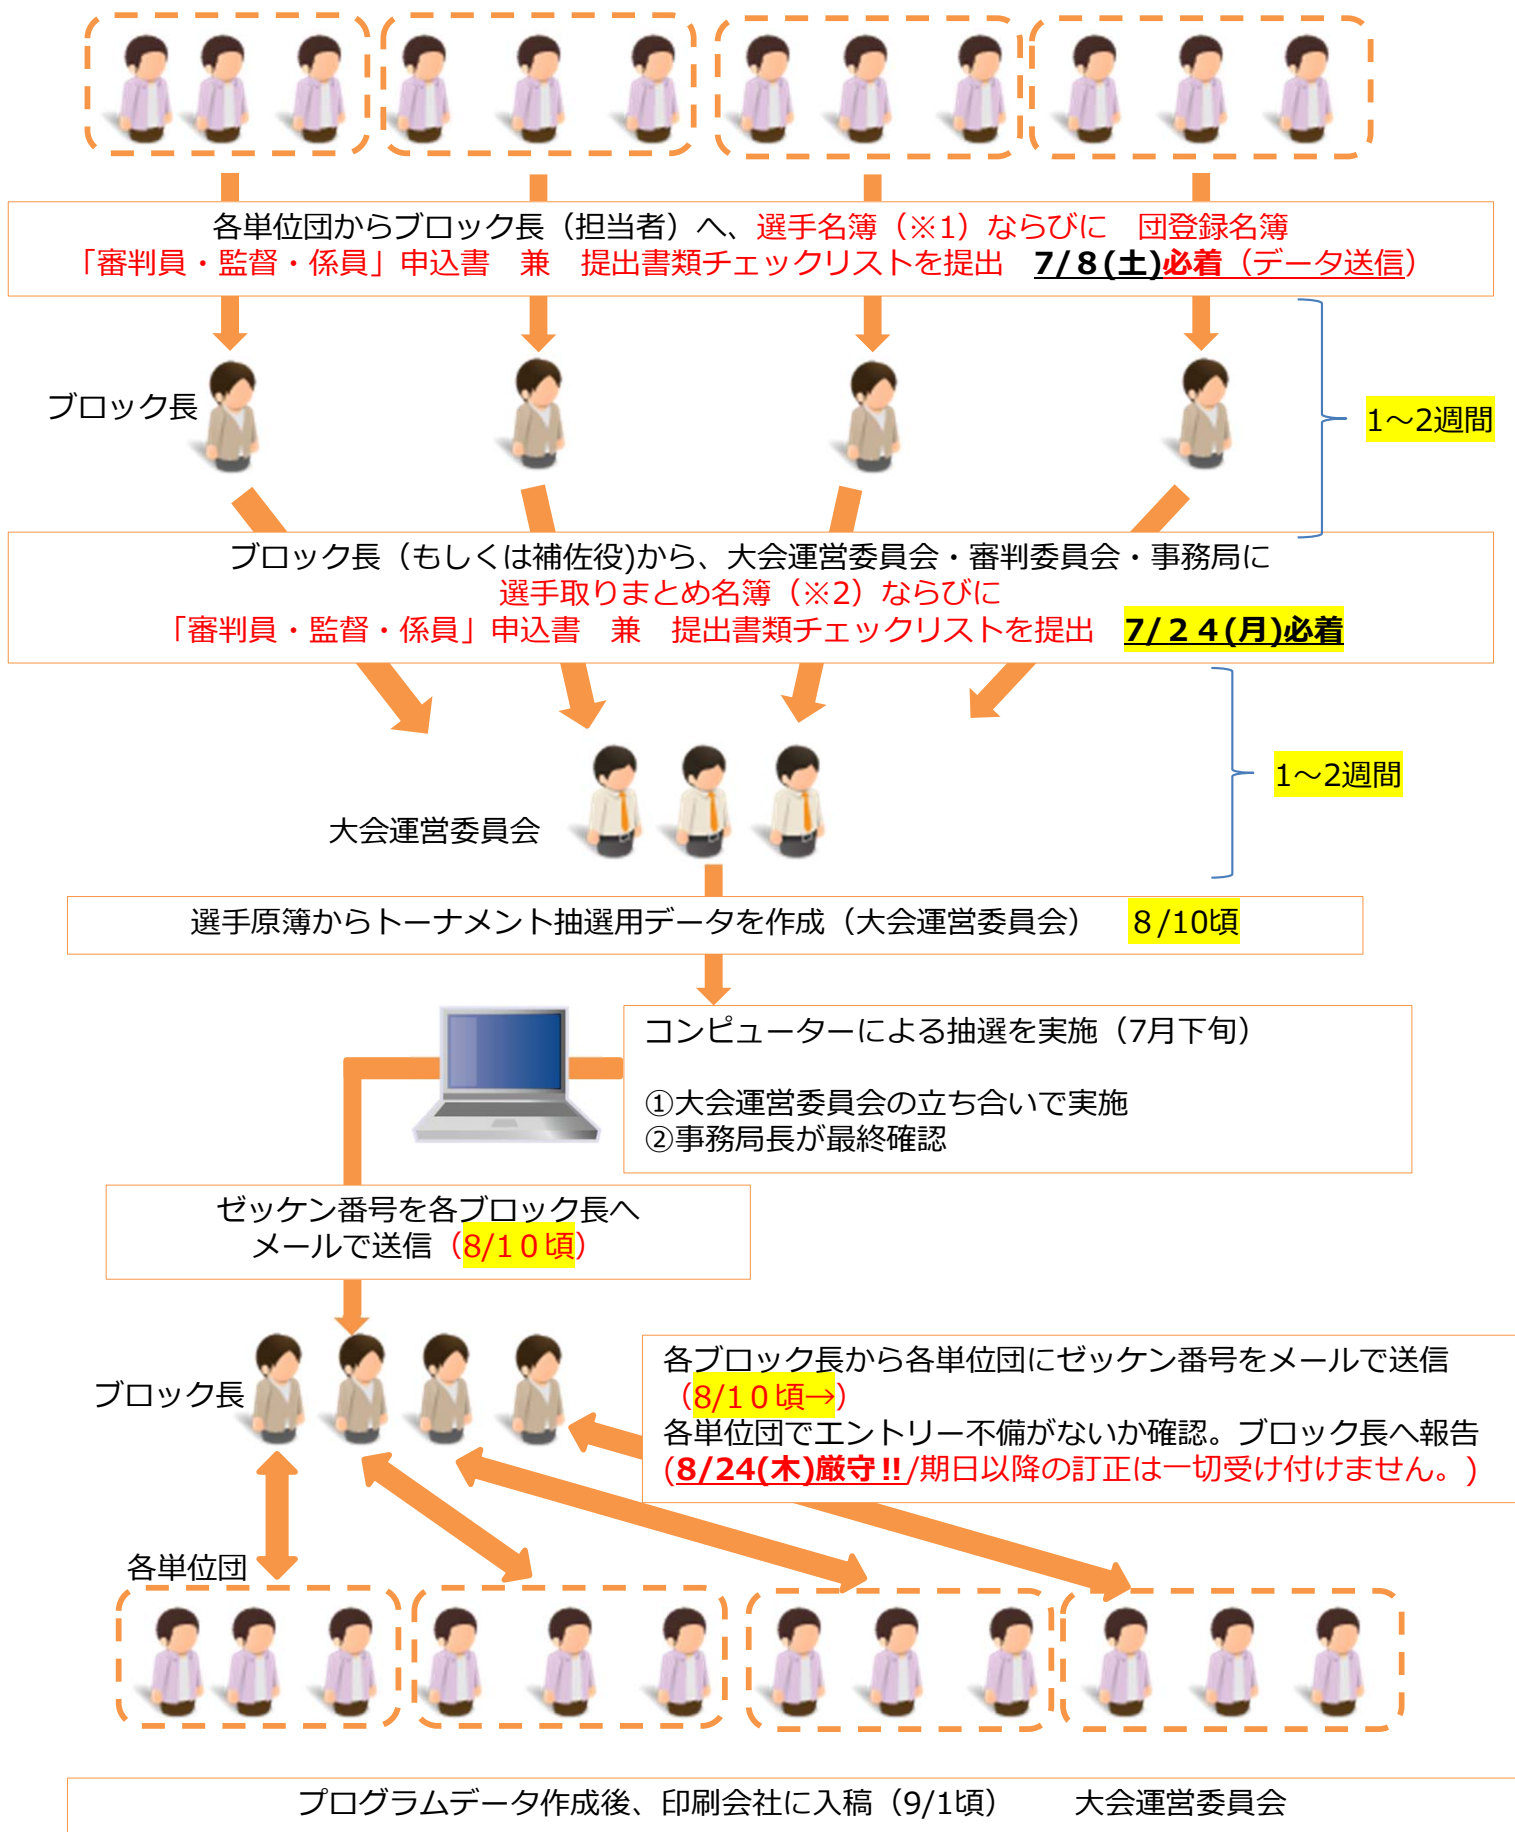 各単位団からブロック長（担当者）へ、選手名簿（※1）ならびに　団登録名簿
「審判員・監督・係員」申込書　兼　提出書類チェックリストを提出　7/８(土)必着（データ送信）
ブロック長
1～2週間
ブロック長（もしくは補佐役)から、大会運営委員会・審判委員会・事務局に
選手取りまとめ名簿（※2）ならびに
「審判員・監督・係員」申込書　兼　提出書類チェックリストを提出　7/２４(月)必着
1～2週間
大会運営委員会
選手原簿からトーナメント抽選用データを作成（大会運営委員会）　８/10頃
コンピューターによる抽選を実施（7月下旬）
①大会運営委員会の立ち合いで実施
②事務局長が最終確認
ゼッケン番号を各ブロック長へ
メールで送信（8/1０頃）
ブロック長
各ブロック長から各単位団にゼッケン番号をメールで送信
（8/1０頃→）
各単位団でエントリー不備がないか確認。ブロック長へ報告
(8/24(木)厳守!!/期日以降の訂正は一切受け付けません。)
各単位団
プログラムデータ作成後、印刷会社に入稿（9/1頃）　　大会運営委員会